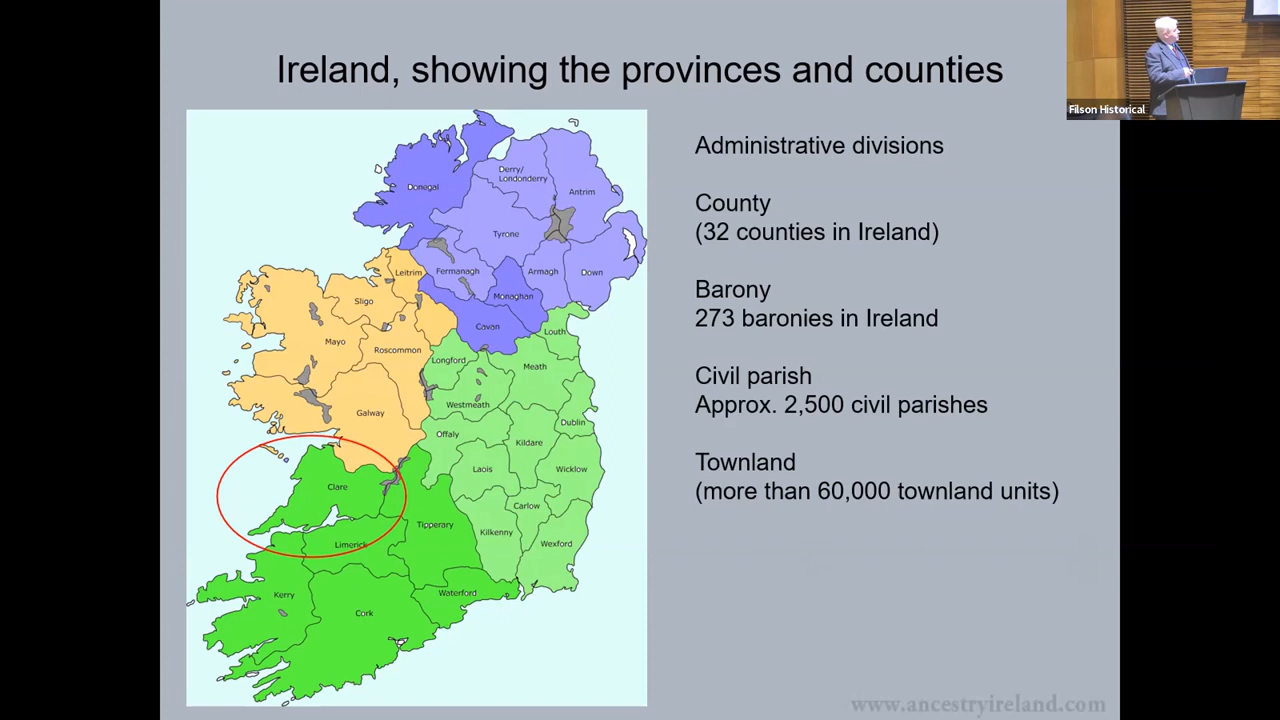 Ireland, showing the provinces and counties
Filson Historical
Administrative divisions
County
(32 counties in Ireland)
Barony
273 baronies in Ireland
Civil parish
Approx. 2,500 civil parishes
Townland
(more than 60,000 townland units)
Donegal
Derry/
Londonderry
Antrim
Tyrone
Fermanagh
Armagh
Down
Monaghan
Cavan
Leitrim
Sligo
Mayo
Roscommon
Galway
Longford
Louth
Meath
Westmeath
Dublin
Offaly
Kildare
Laois
Wicklow
Carlow
Kilkenny
Wexford
Clare
Tipperary
Limerick
Kerry
Waterford
Cork
www.ancestryireland.com